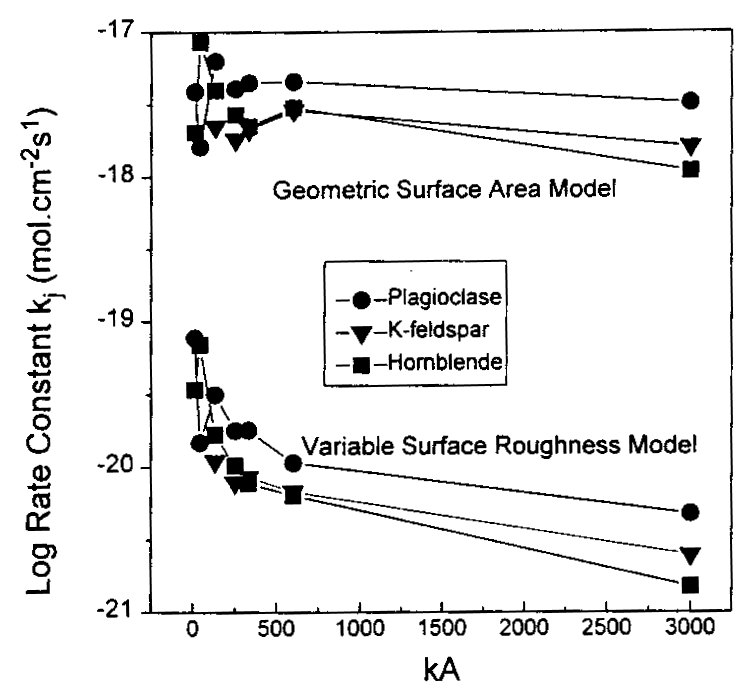 -17
-18
-19
-20
-21
Log Rate Constant kj (mol.cm-2s1)
Geometric Surface Area Model
Plagioclase
K-feldspar
Hornblende
Variable Surface Roughness Model
0 500 1000 1500 2000 2500 3000
kA